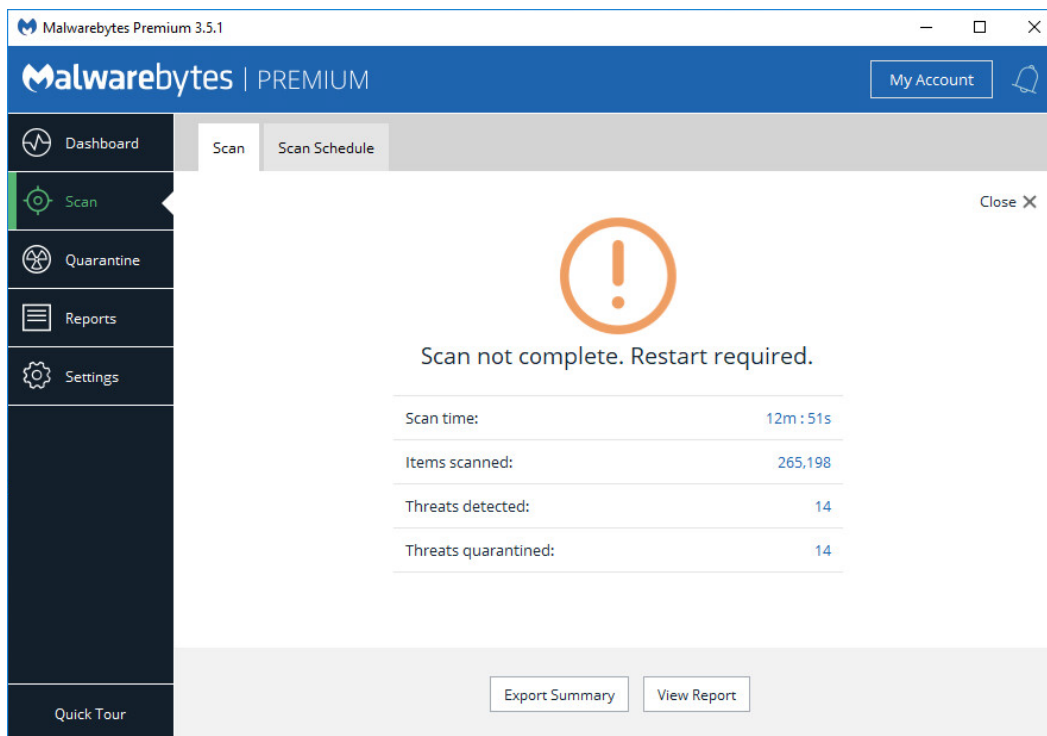 Malwarebytes Premium 3.5.1
Malwarebytes | PREMIUM
My Account
Dashboard
Scan
Quarantine
Reports
Settings
Quick Tour
Scan
Scan Schedule
Close
Scan not complete. Restart required.
Scan time: 12m : 51s
Items scanned: 265,198
Threats detected: 14
Threats quarantined: 14
Export Summary
View Report